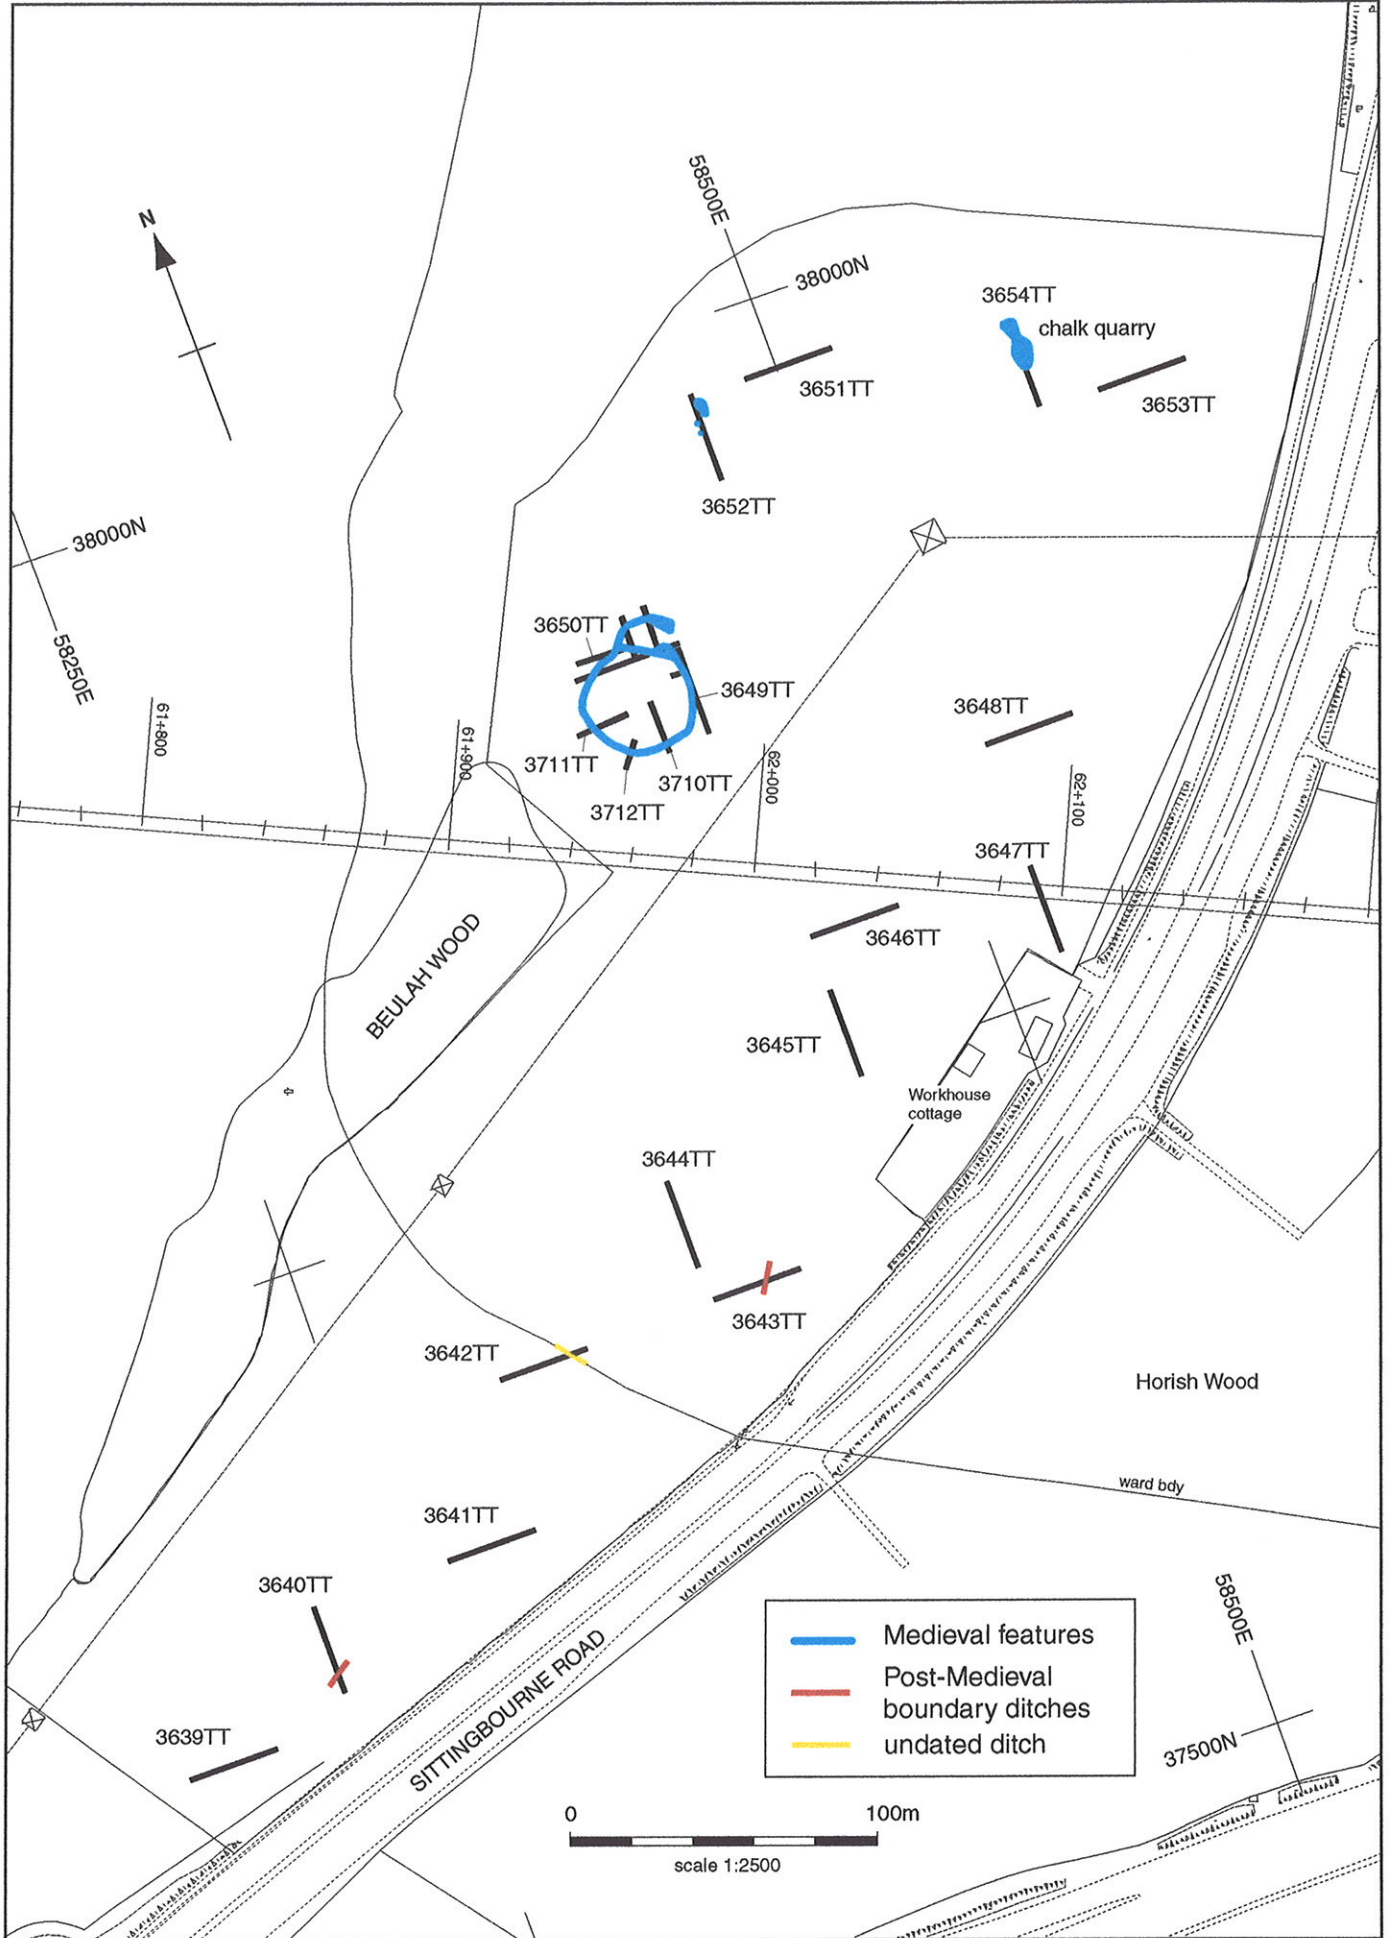 N
58500E
38000N
3654TT
chalk quarry
3651TT
3653TT
3652TT
38000N
58250E
3650TT
3649TT
3648TT
61+800
61+900
62+000
62+100
3711TT
3710TT
3712TT
3647TT
3646TT
BEULAH WOOD
3645TT
Workhouse
cottage
3644TT
3643TT
3642TT
Horish Wood
ward bdy
3641TT
3640TT
3639TT
SITTINGBOURNE ROAD
Medieval features
Post-Medieval
boundary ditches
undated ditch
58500E
37500N
0
100m
scale 1:2500